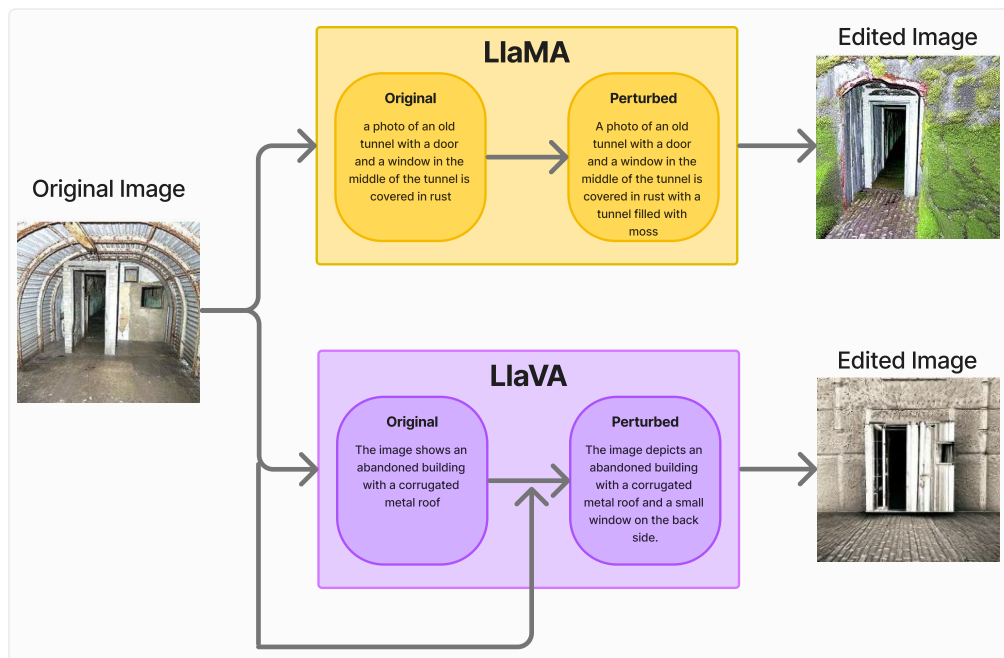 Original Image
LlaMA
Original
a photo of an old
tunnel with a door
and a window in the
middle of the tunnel is
covered in rust
Perturbed
A photo of an old
tunnel with a door
and a window in the
middle of the tunnel is
covered in rust with a
tunnel filled with
moss
Edited Image
LlaVA
Original
The image shows an
abandoned building
with a corrugated
metal roof
Perturbed
The image depicts an
abandoned building
with a corrugated
metal roof and a small
window on the back
side.
Edited Image